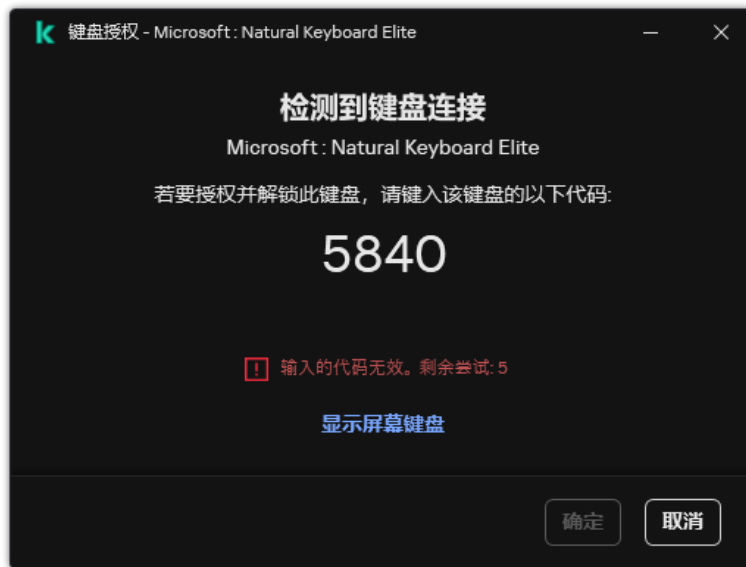 键盘授权 - Microsoft : Natural Keyboard Elite
检测到键盘连接
Microsoft : Natural Keyboard Elite
若要授权并解锁此键盘，请键入该键盘的以下代码:
5840
输入的代码无效。剩余尝试: 5
显示屏幕键盘
确定 取消